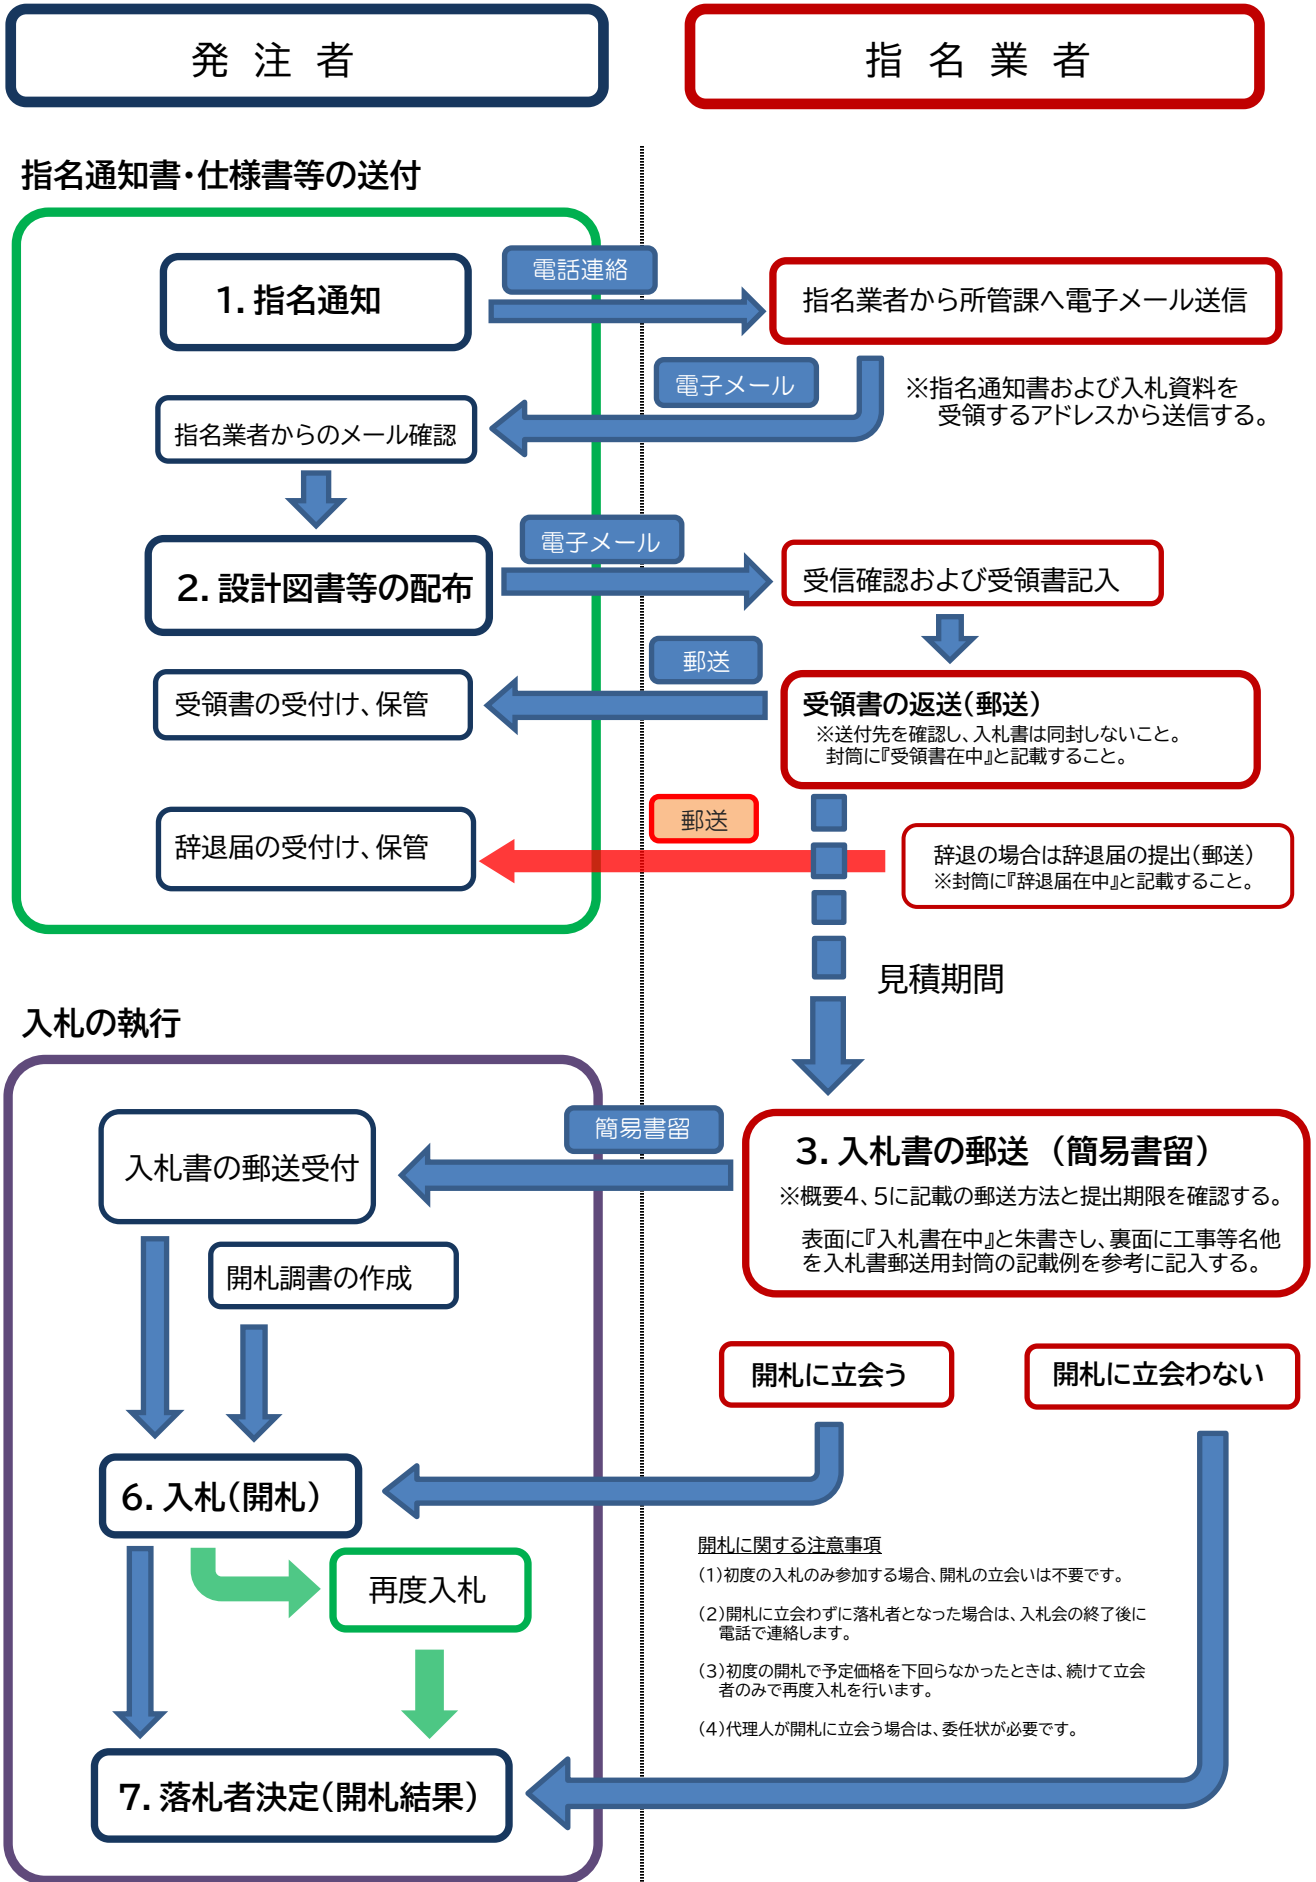 発 注 者
指 名 業 者
指名通知書・仕様書等の送付
電話連絡
1. 指名通知
指名業者から所管課へ電子メール送信
電子メール
※指名通知書および入札資料を
受領するアドレスから送信する。
指名業者からのメール確認
電子メール
2. 設計図書等の配布
受信確認および受領書記入
郵送
受領書の受付け、保管
受領書の返送(郵送)
※送付先を確認し、入札書は同封しないこと。
封筒に『受領書在中』と記載すること。
郵送
辞退届の受付け、保管
辞退の場合は辞退届の提出(郵送)
※封筒に『辞退届在中』と記載すること。
見積期間
入札の執行
簡易書留
入札書の郵送受付
3. 入札書の郵送 (簡易書留)
※概要4、5に記載の郵送方法と提出期限を確認する。
表面に『入札書在中』と朱書きし、裏面に工事等名他
を入札書郵送用封筒の記載例を参考に記入する。
開札調書の作成
開札に立会う
開札に立会わない
6. 入札(開札)
開札に関する注意事項
(1)初度の入札のみ参加する場合、開札の立会いは不要です。
再度入札
(2)開札に立会わずに落札者となった場合は、入札会の終了後に
電話で連絡します。
(3)初度の開札で予定価格を下回らなかったときは、続けて立会
者のみで再度入札を行います。
(4)代理人が開札に立会う場合は、委任状が必要です。
7. 落札者決定(開札結果)